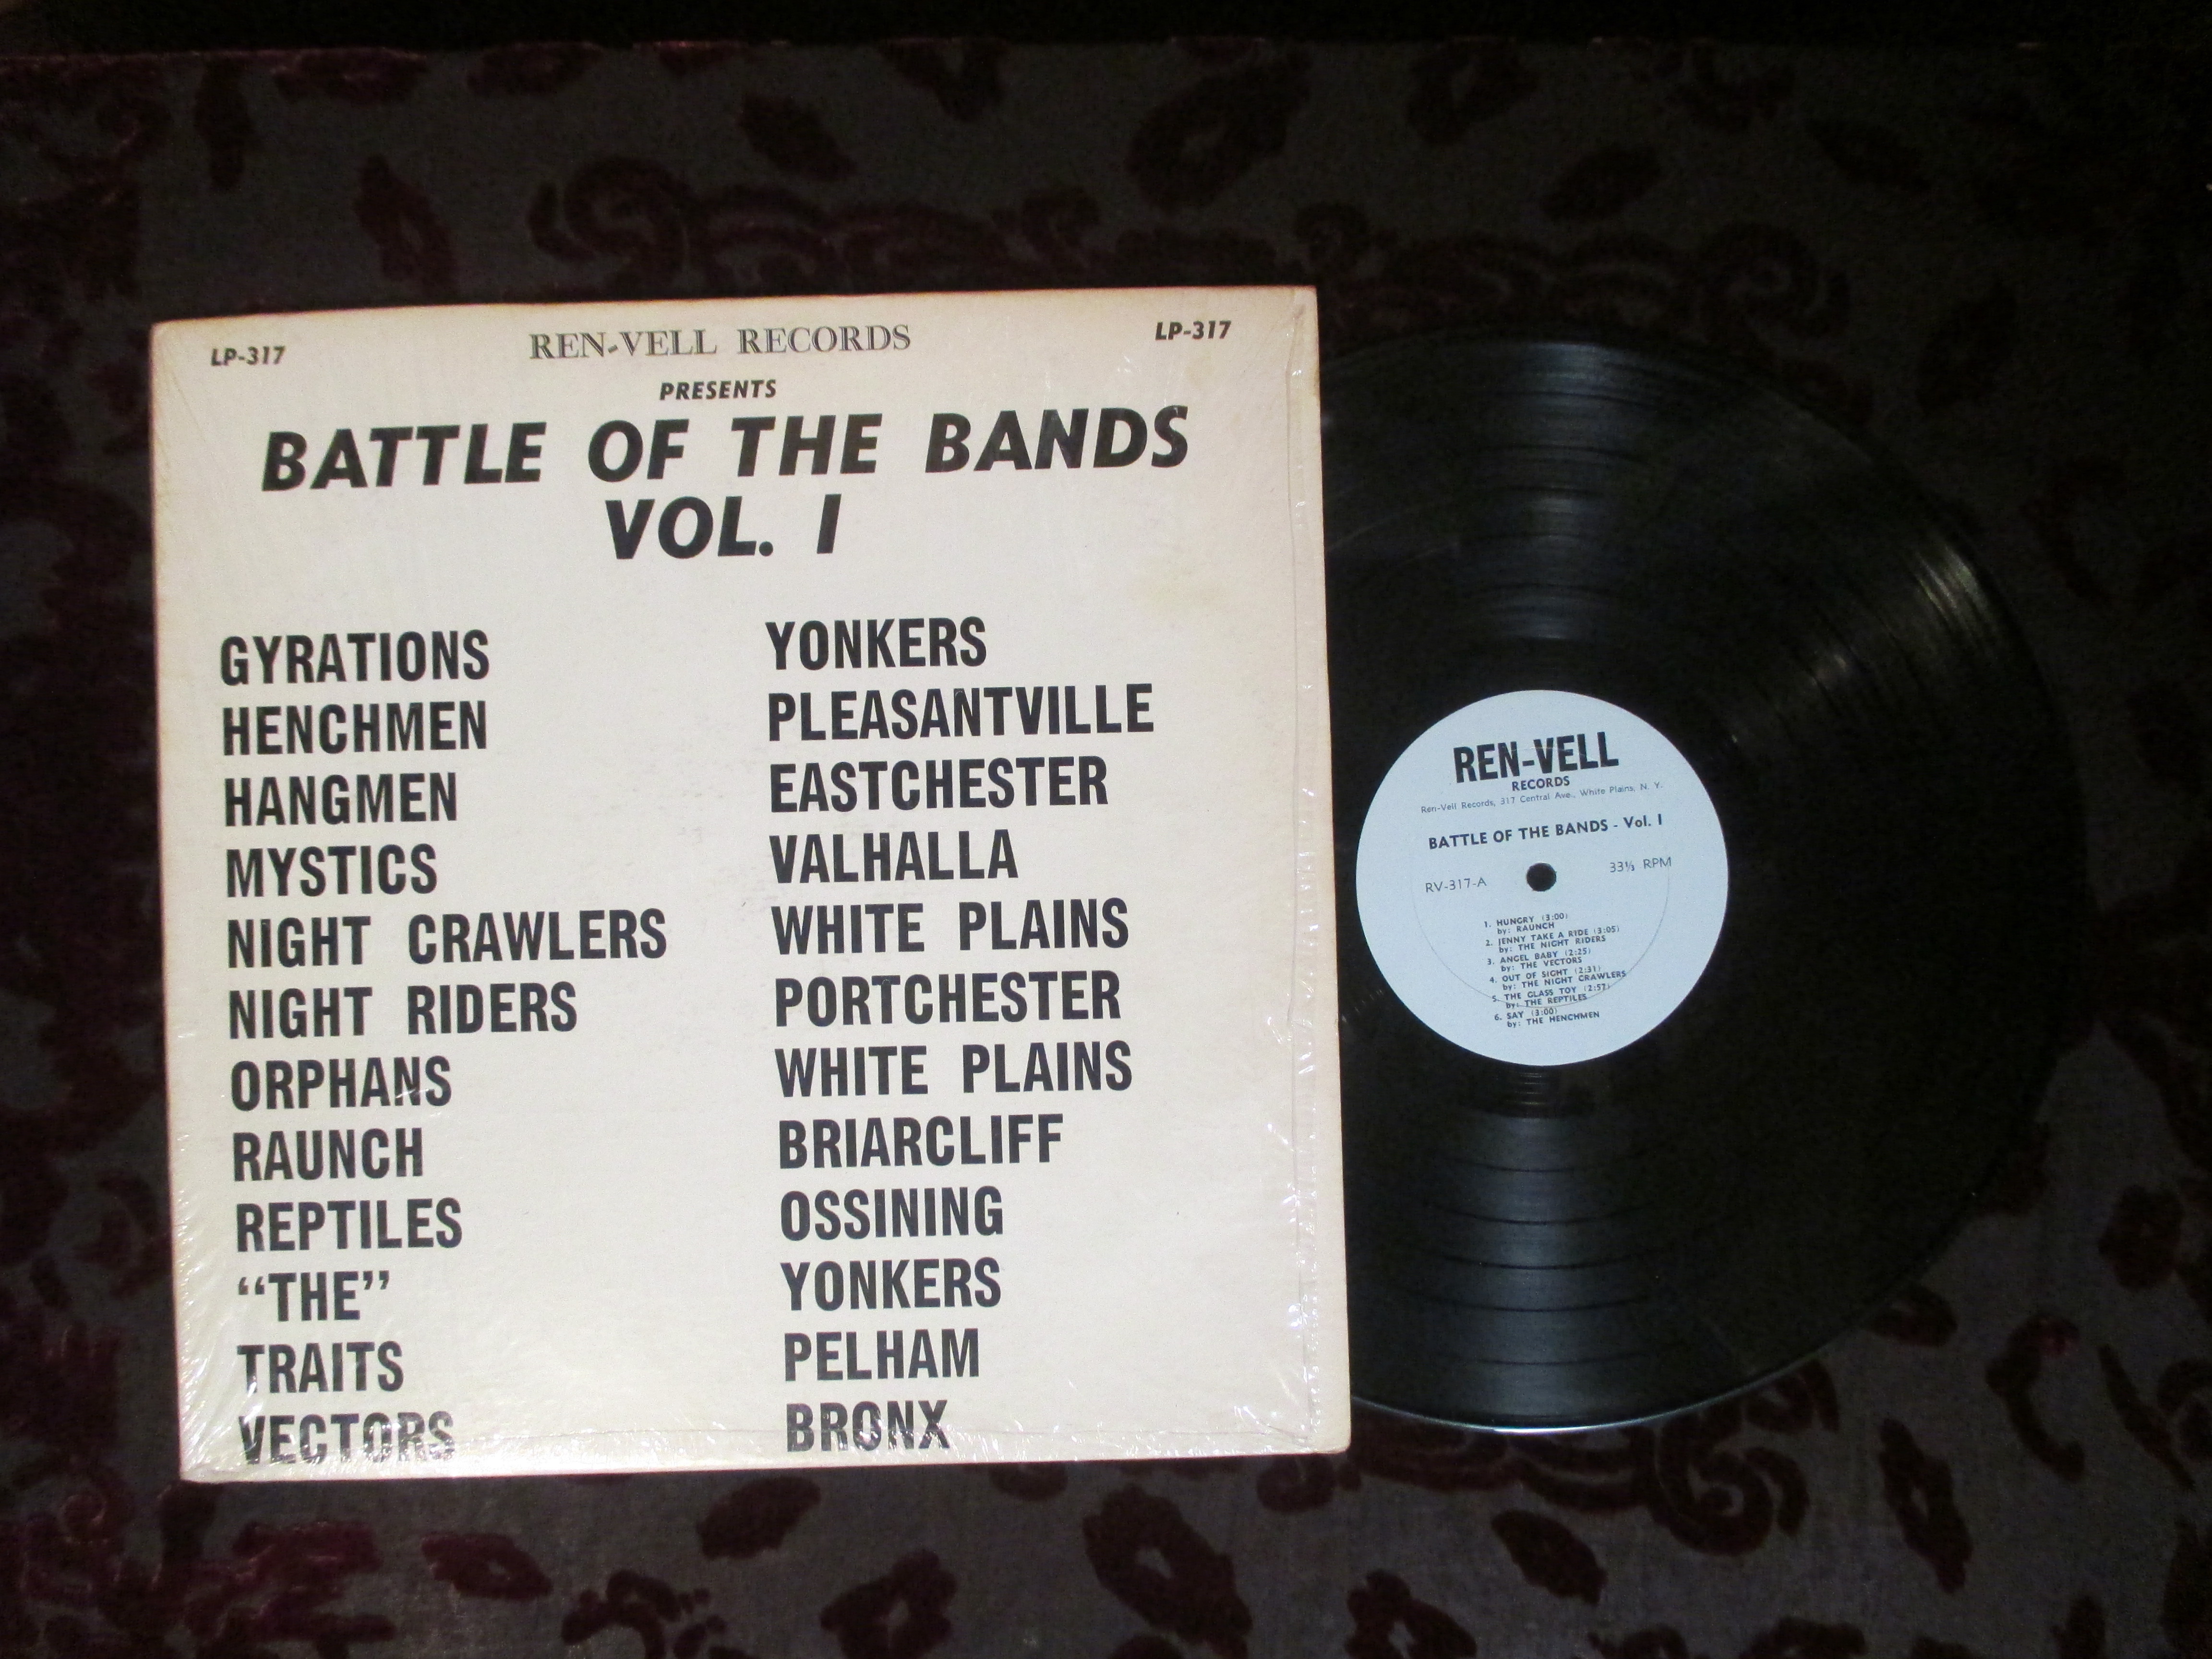 LP-317 REN-VELL RECORDS LP-317
PRESENTS
BATTLE OF THE BANDS
VOL. I
GYRATIONS YONKERS
HENCHMEN PLEASANTVILLE
HANGMEN EASTCHESTER
MYSTICS VALHALLA
NIGHT CRAWLERS WHITE PLAINS
NIGHT RIDERS PORTCHESTER
ORPHANS WHITE PLAINS
RAUNCH BRIARCLIFF
REPTILES OSSINING
“THE” YONKERS
TRAITS PELHAM
VECTORS BRONX
REN-VELL
RECORDS
Ren-Vell Records, 317 Central Ave., White Plains, N. Y.
BATTLE OF THE BANDS - Vol. I
RV-317-A 33⅓ RPM
1. HUNGRY (3:00)
by: RAUNCH
2. JENNY TAKE A RIDE (3:05)
by: THE NIGHT RIDERS
3. ANGEL BABY (2:25)
by: THE VECTORS
4. OUT OF SIGHT (2:31)
by: THE NIGHT CRAWLERS
5. THE GLASS TOY (2:57)
by: THE REPTILES
6. SAY (3:00)
by: THE HENCHMEN